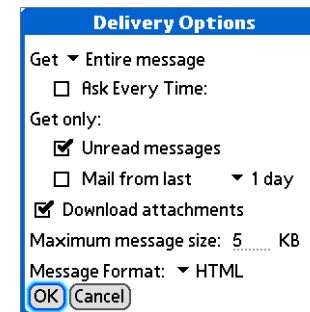 Delivery Options
Get Entire message
Ask Every Time:
Get only:
Unread messages
Mail from last 1 day
Download attachments
Maximum message size: 5 KB
Message Format: HTML
OK Cancel